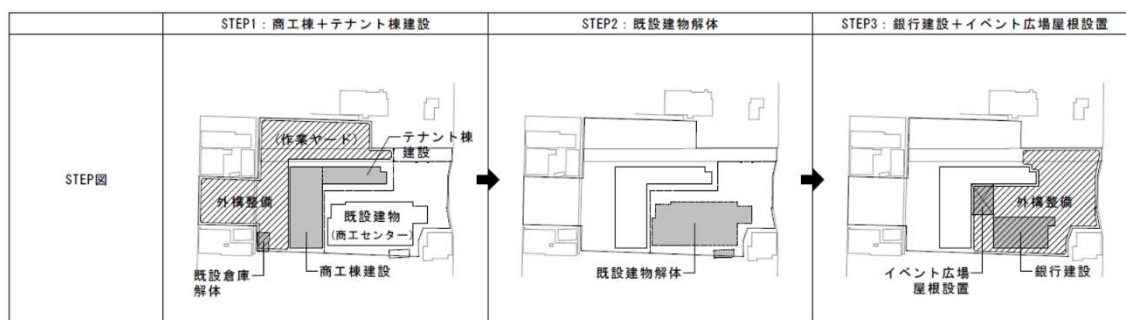 STEP1：商工棟＋テナント棟建設
STEP2：既設建物解体
STEP3：銀行建設＋イベント広場屋根設置
STEP図
(作業ヤード)
テナント棟
建設
外構整備
既設建物
(商工センター)
既設倉庫
解体
商工棟建設
既設建物解体
外構整備
イベント広場
屋根設置
銀行建設